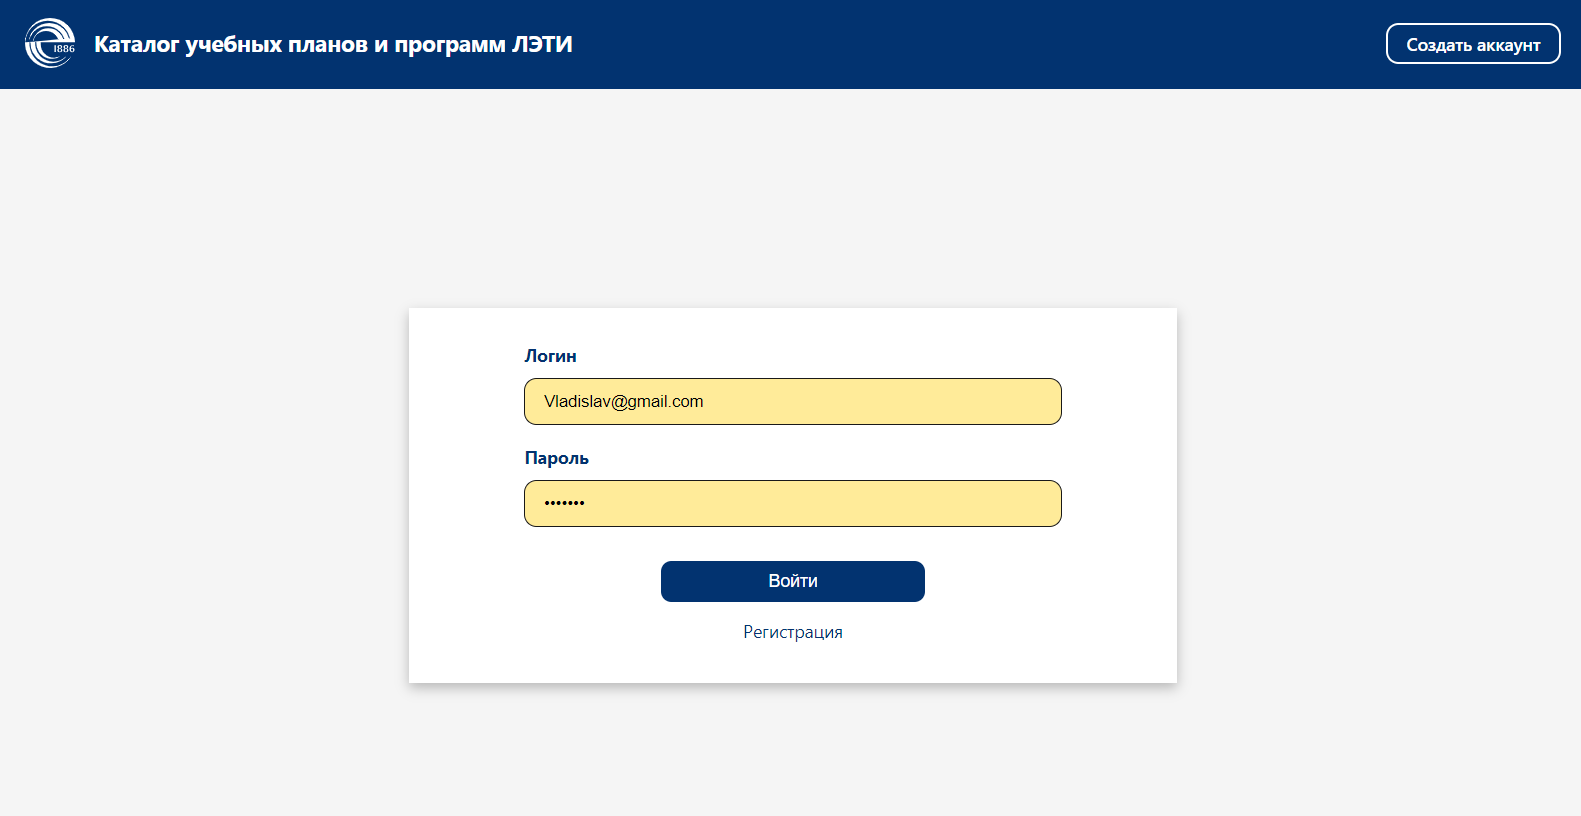 1886
Каталог учебных планов и программ ЛЭТИ
Создать аккаунт
Логин
Vladislav@gmail.com
Пароль
•••••••
Войти
Регистрация